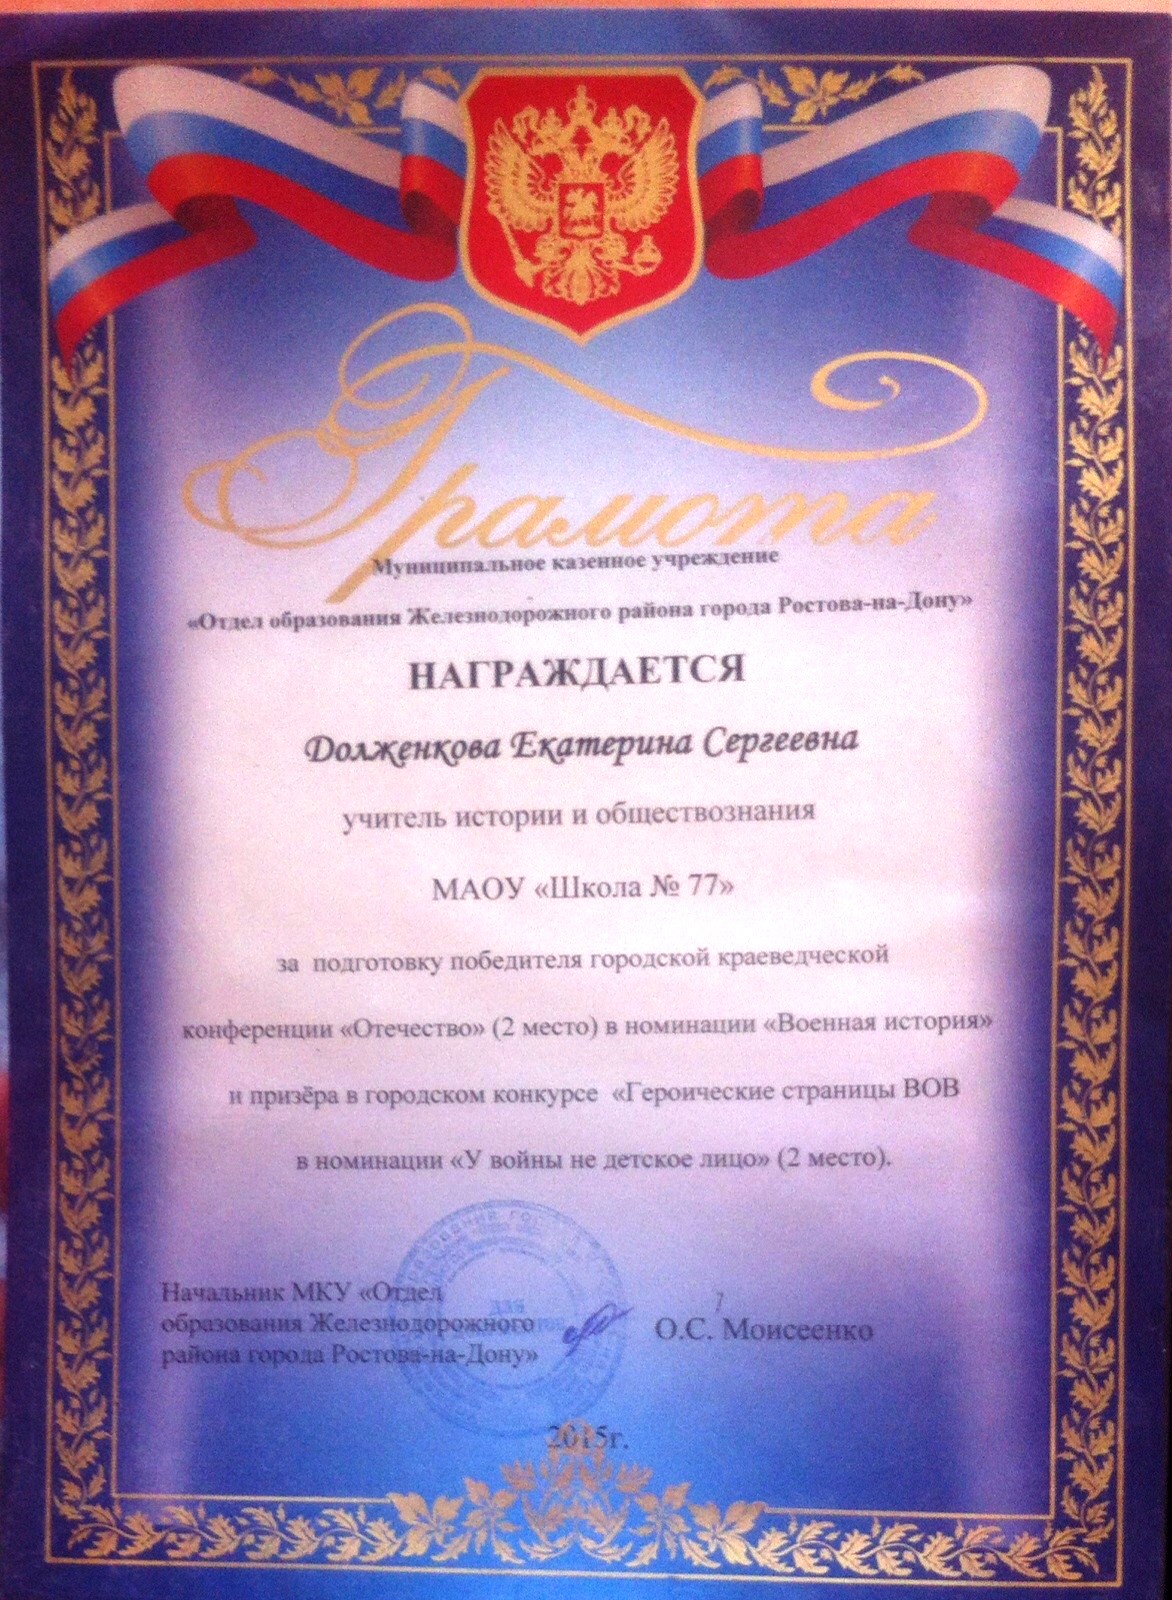 Грамота
Муниципальное казенное учреждение
«Отдел образования Железнодорожного района города Ростова-на-Дону»
НАГРАЖДАЕТСЯ
Долженкова Екатерина Сергеевна
учитель истории и обществознания
МАОУ «Школа № 77»
за подготовку победителя городской краеведческой
конференции «Отечество» (2 место) в номинации «Военная история»
и призёра в городском конкурсе «Героические страницы ВОВ
в номинации «У войны не детское лицо» (2 место).
Начальник МКУ «Отдел
образования Железнодорожного
района города Ростова-на-Дону»
О.С. Моисеенко
2015г.